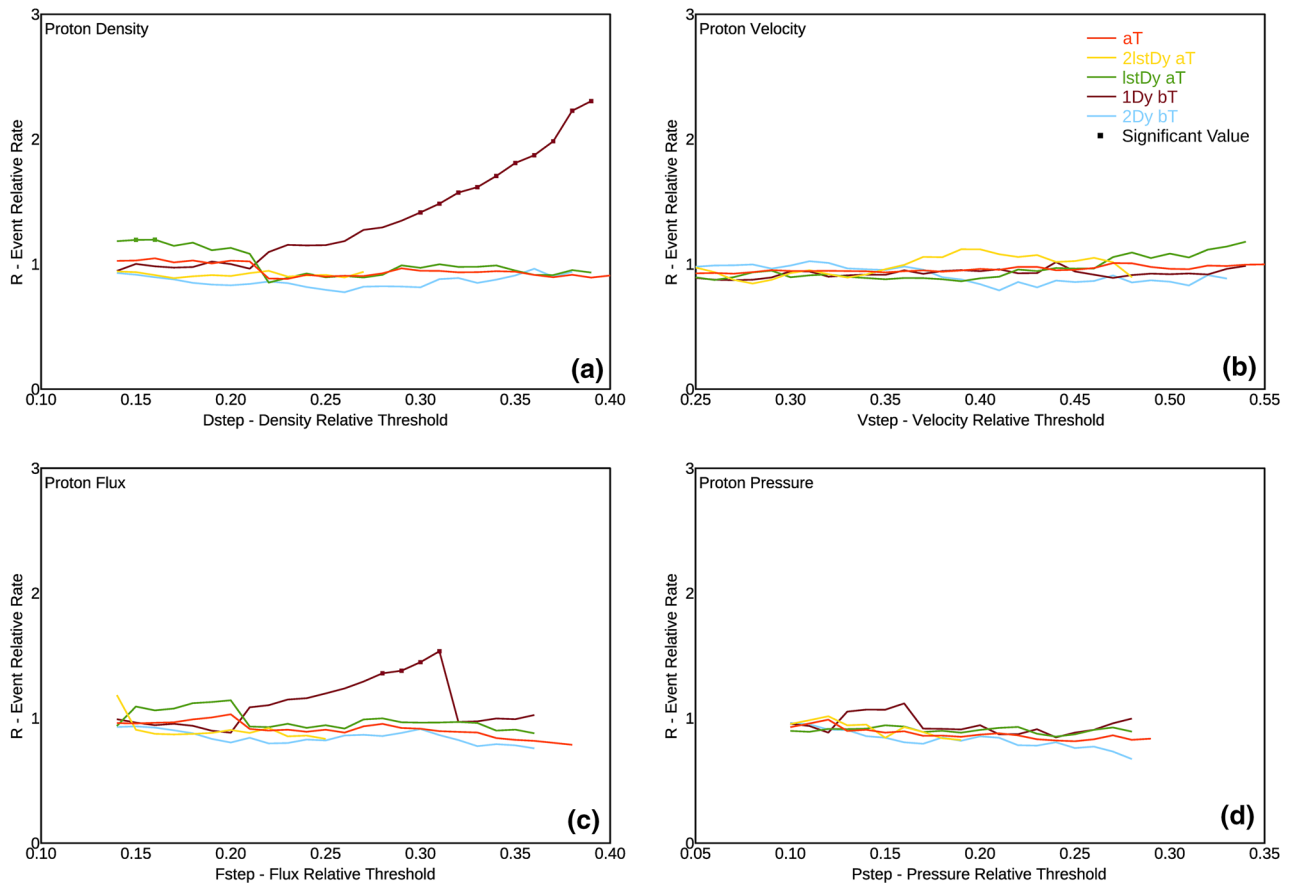 3
Proton Density
2
1
0
R - Event Relative Rate
0.10
0.15
0.20
0.25
0.30
0.35
0.40
Dstep - Density Relative Threshold
(a)
3
Proton Velocity
2
1
0
R - Event Relative Rate
aT
2lstDy aT
lstDy aT
1Dy bT
2Dy bT
Significant Value
0.25
0.30
0.35
0.40
0.45
0.50
0.55
Vstep - Velocity Relative Threshold
(b)
3
Proton Flux
2
1
0
R - Event Relative Rate
0.10
0.15
0.20
0.25
0.30
0.35
0.40
Fstep - Flux Relative Threshold
(c)
3
Proton Pressure
2
1
0
R - Event Relative Rate
0.05
0.10
0.15
0.20
0.25
0.30
0.35
Pstep - Pressure Relative Threshold
(d)